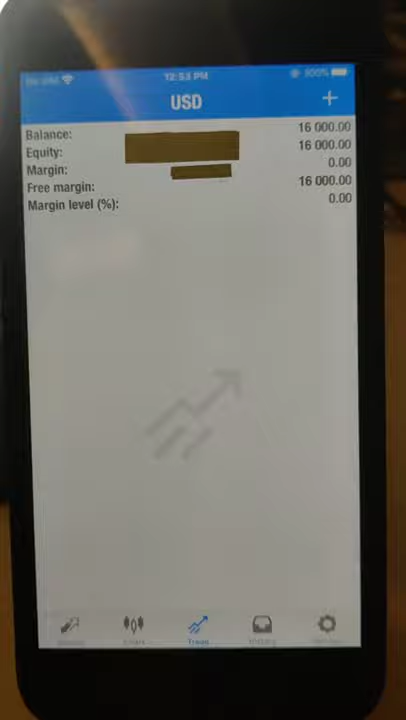 12:53 PM
100%
USD
+
Balance: 16 000.00
Equity: 16 000.00
Margin: 0.00
Free margin: 16 000.00
Margin level (%): 0.00
Trade